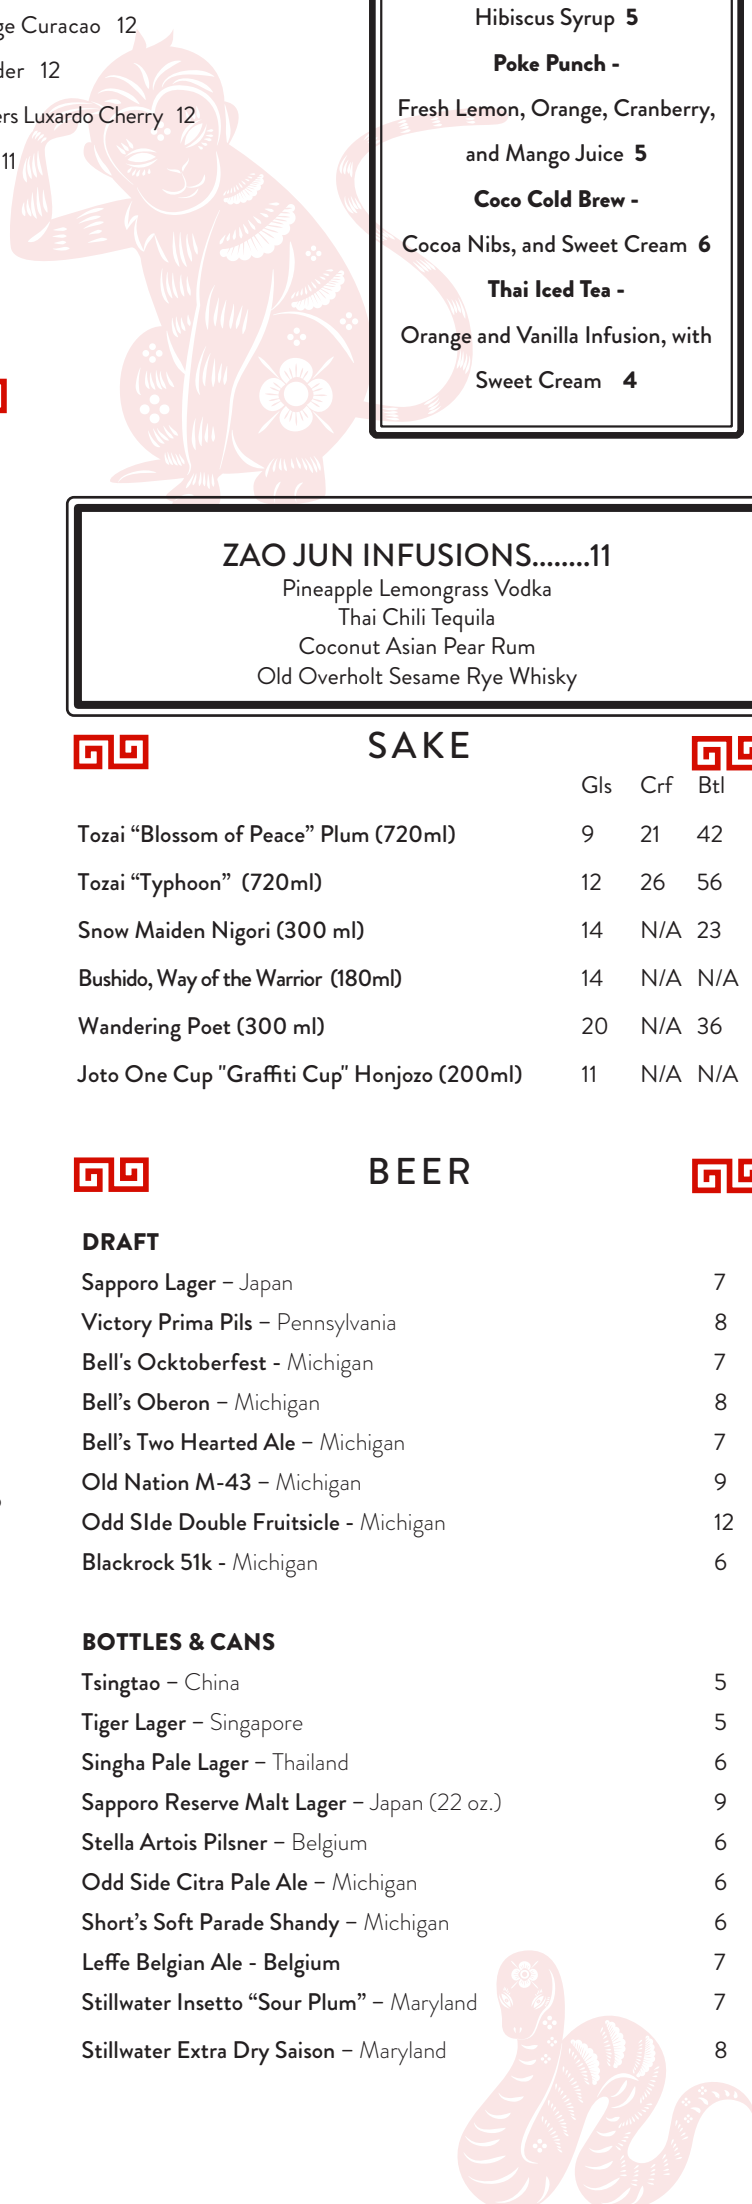 Curacao 12
12
Luxardo Cherry 12
11
Hibiscus Syrup 5
Poke Punch -
Fresh Lemon, Orange, Cranberry,
and Mango Juice 5
Coco Cold Brew -
Cocoa Nibs, and Sweet Cream 6
Thai Iced Tea -
Orange and Vanilla Infusion, with
Sweet Cream 4
ZAO JUN INFUSIONS........11
Pineapple Lemongrass Vodka
Thai Chili Tequila
Coconut Asian Pear Rum
Old Overholt Sesame Rye Whisky
SAKE
Gls Crf Btl
Tozai “Blossom of Peace” Plum (720ml) 9 21 42
Tozai “Typhoon” (720ml) 12 26 56
Snow Maiden Nigori (300 ml) 14 N/A 23
Bushido, Way of the Warrior (180ml) 14 N/A N/A
Wandering Poet (300 ml) 20 N/A 36
Joto One Cup "Graffiti Cup" Honjozo (200ml) 11 N/A N/A
BEER
DRAFT
Sapporo Lager – Japan 7
Victory Prima Pils – Pennsylvania 8
Bell's Ocktoberfest - Michigan 7
Bell’s Oberon – Michigan 8
Bell’s Two Hearted Ale – Michigan 7
Old Nation M-43 – Michigan 9
Odd SIde Double Fruitsicle - Michigan 12
Blackrock 51k - Michigan 6
BOTTLES & CANS
Tsingtao – China 5
Tiger Lager – Singapore 5
Singha Pale Lager – Thailand 6
Sapporo Reserve Malt Lager – Japan (22 oz.) 9
Stella Artois Pilsner – Belgium 6
Odd Side Citra Pale Ale – Michigan 6
Short’s Soft Parade Shandy – Michigan 6
Leffe Belgian Ale - Belgium 7
Stillwater Insetto “Sour Plum” – Maryland 7
Stillwater Extra Dry Saison – Maryland 8